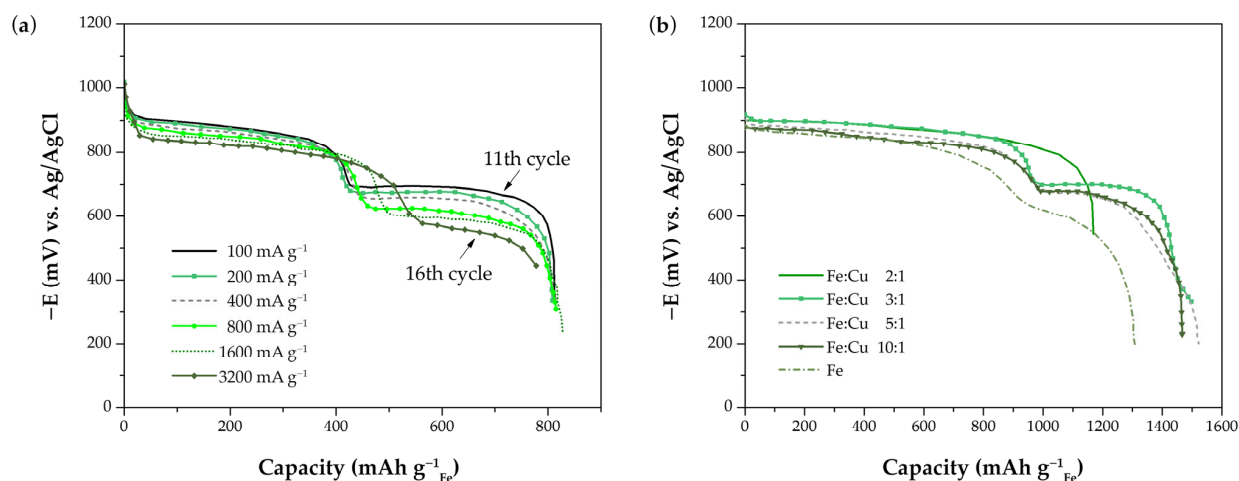 (a)
1200
1000
800
600
400
200
0
−E (mV) vs. Ag/AgCl
11th cycle
16th cycle
100 mA g⁻¹
200 mA g⁻¹
400 mA g⁻¹
800 mA g⁻¹
1600 mA g⁻¹
3200 mA g⁻¹
0 200 400 600 800
Capacity (mAh g⁻¹Fe)
(b)
1200
1000
800
600
400
200
0
−E (mV) vs. Ag/AgCl
Fe:Cu 2:1
Fe:Cu 3:1
Fe:Cu 5:1
Fe:Cu 10:1
Fe
0 200 400 600 800 1000 1200 1400 1600
Capacity (mAh g⁻¹Fe)